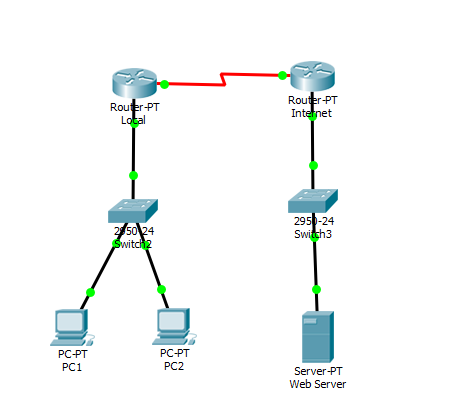 Router-PT
Local
Router-PT
Internet
2950-24
Switch2
2950-24
Switch3
PC-PT
PC1
PC-PT
PC2
Server-PT
Web Server